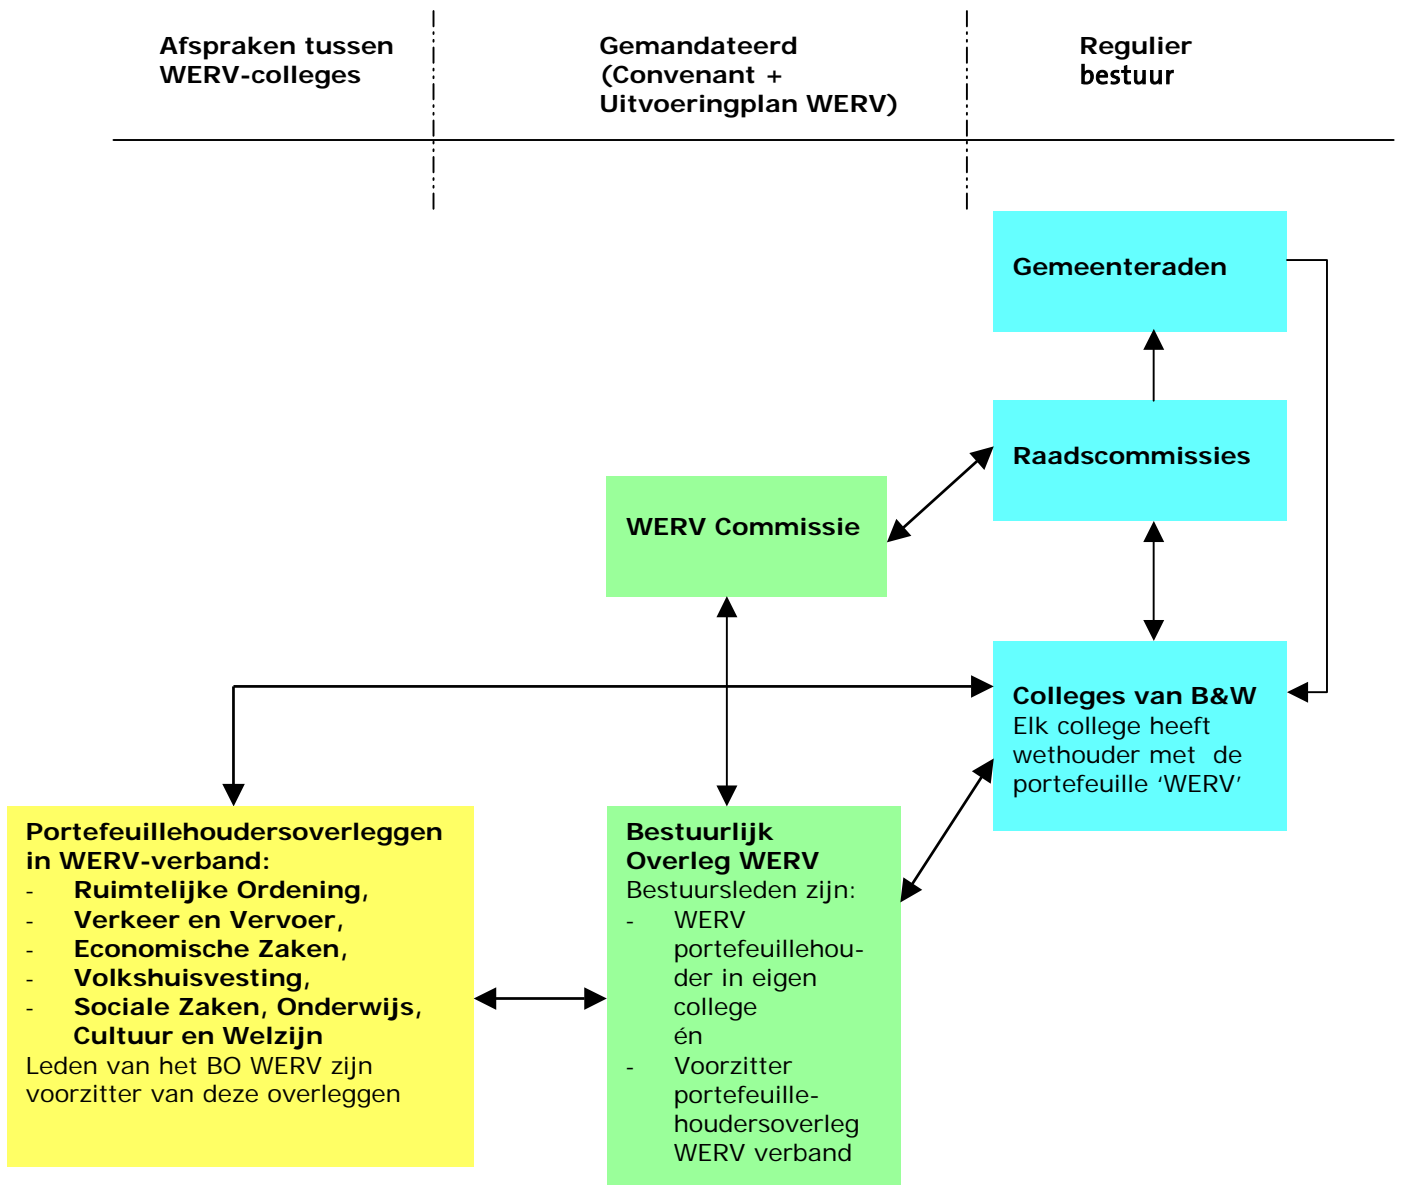 Afspraken tussen
WERV-colleges
Gemandateerd
(Convenant +
Uitvoeringplan WERV)
Regulier
bestuur
Gemeenteraden
Raadscommissies
WERV Commissie
Colleges van B&W
Elk college heeft
wethouder met de
portefeuille ‘WERV’
Portefeuillehoudersoverleggen
in WERV-verband:
- Ruimtelijke Ordening,
- Verkeer en Vervoer,
- Economische Zaken,
- Volkshuisvesting,
- Sociale Zaken, Onderwijs,
Cultuur en Welzijn
Leden van het BO WERV zijn
voorzitter van deze overleggen
Bestuurlijk
Overleg WERV
Bestuursleden zijn:
- WERV
portefeuillehou-
der in eigen
college
én
- Voorzitter
portefeuille-
houdersoverleg
WERV verband